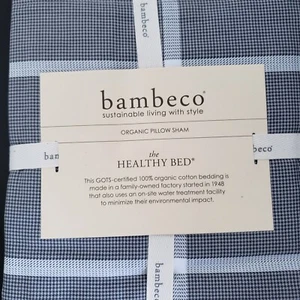 bambeco®
bambeco®
sustainable living with style
ORGANIC PILLOW SHAM
the
HEALTHY BED®
This GOTS-certified 100% organic cotton bedding is
made in a family-owned factory started in 1948
that also uses an on-site water treatment facility
to minimize their environmental impact.